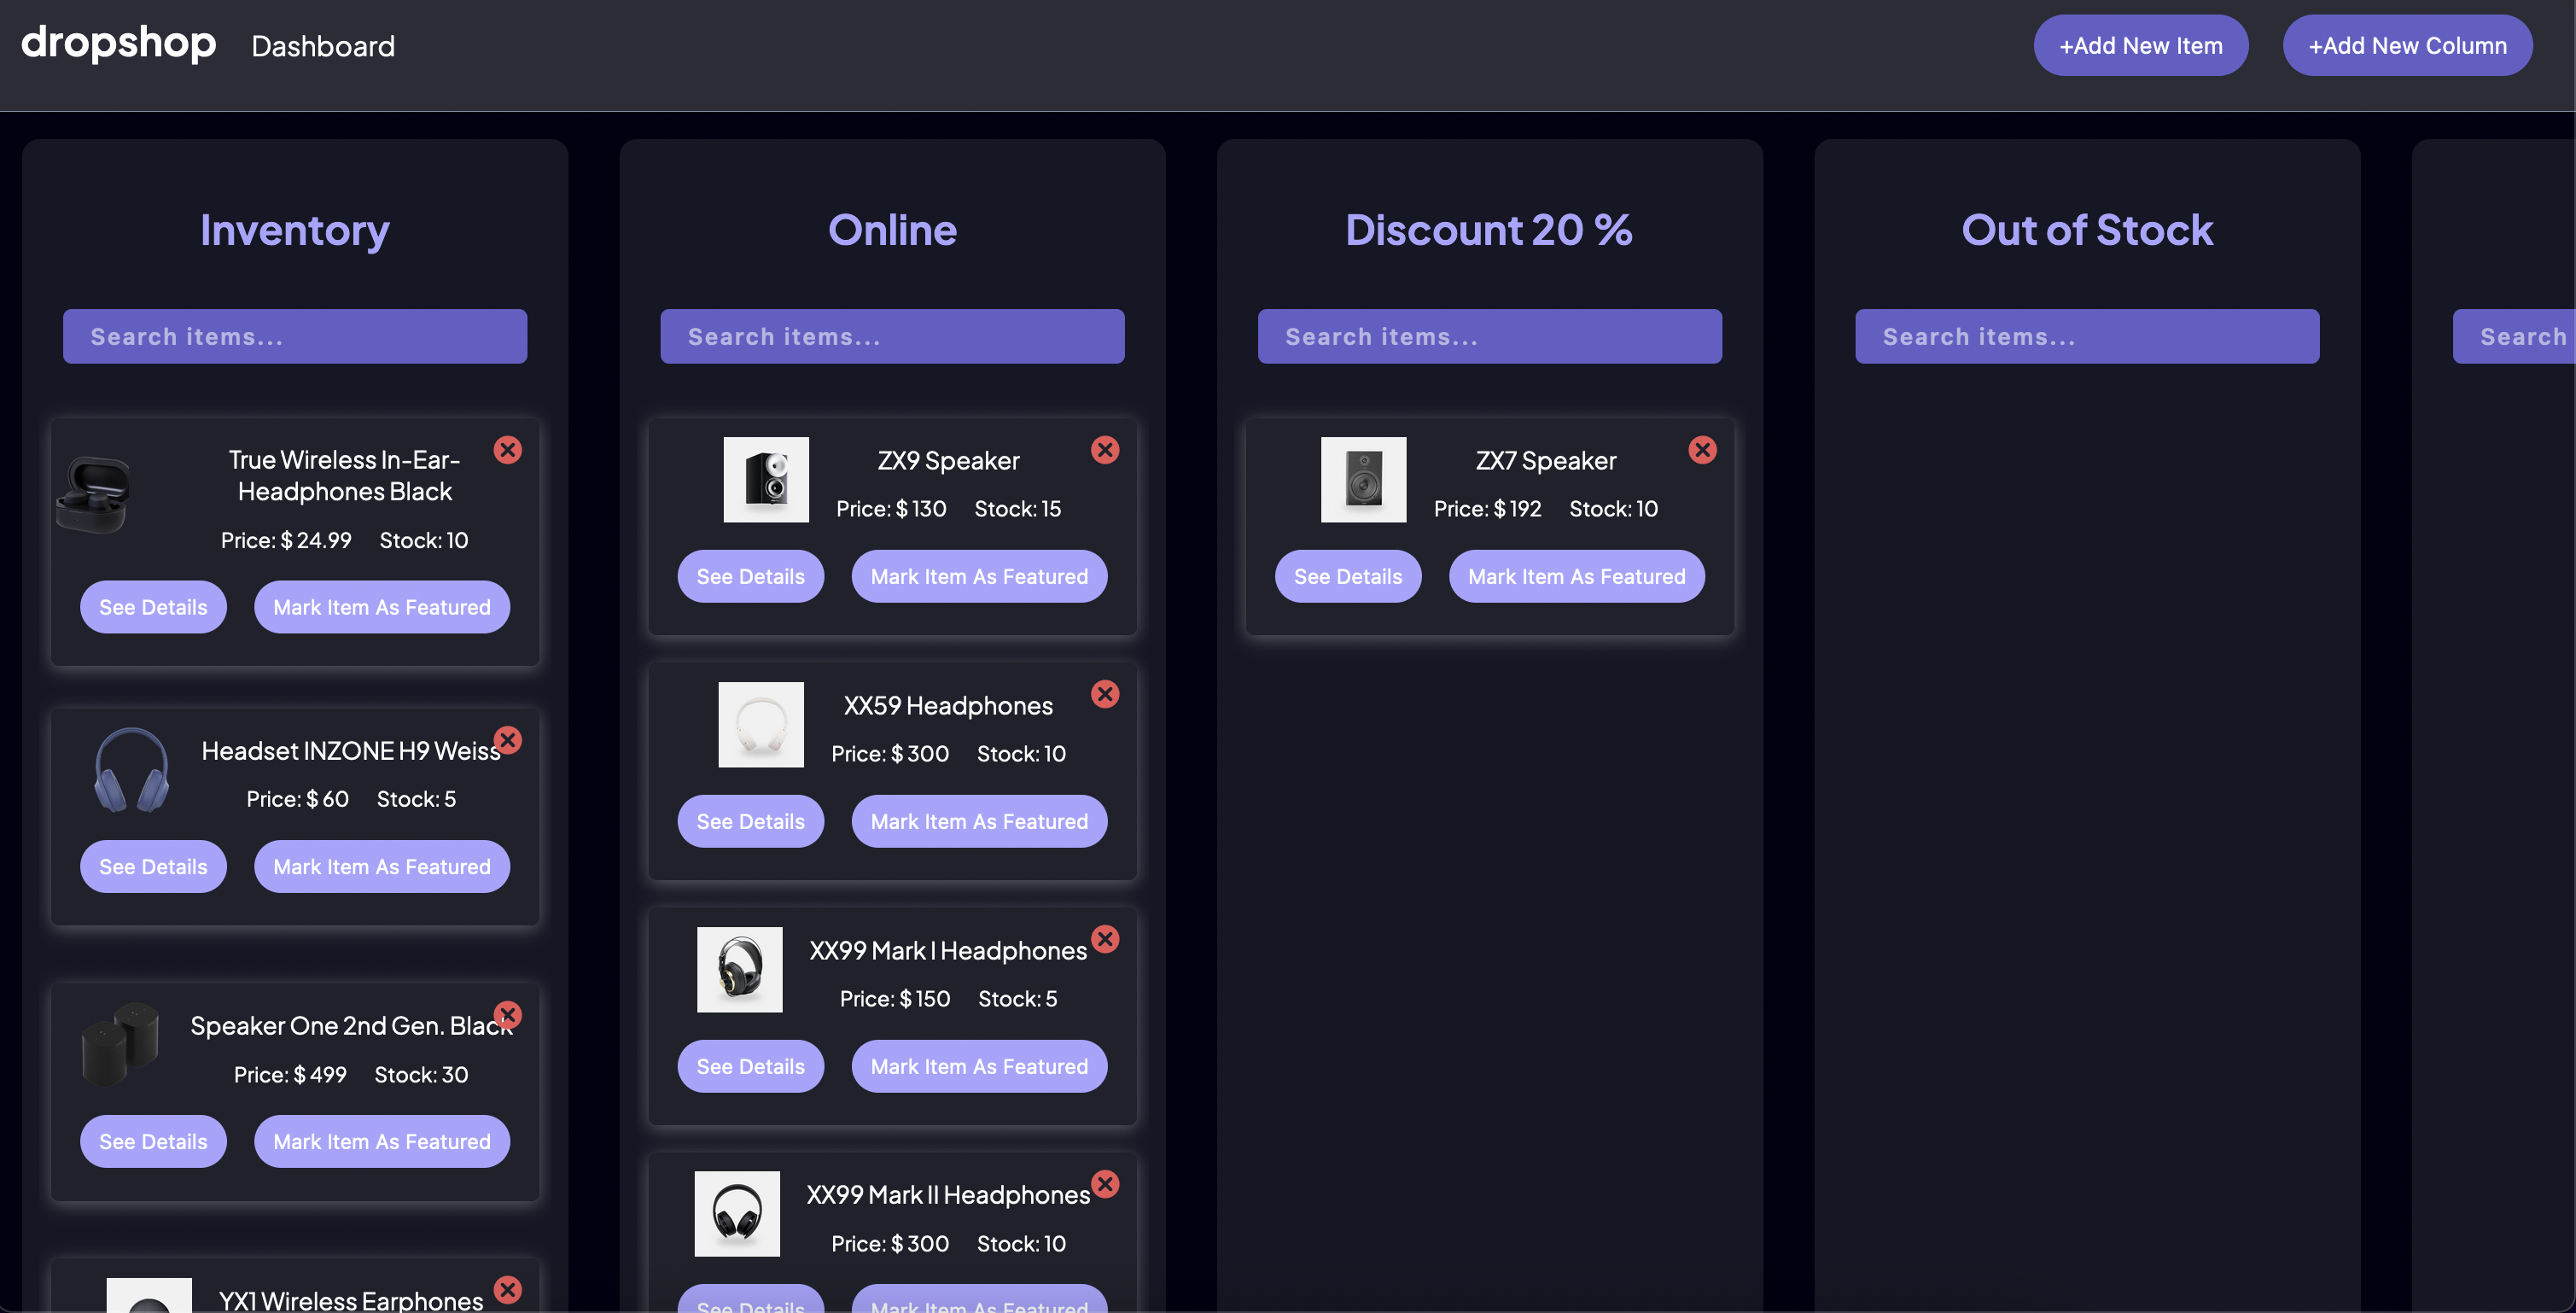 dropshop
Dashboard
+Add New Item
+Add New Column
Inventory
Search items...
True Wireless In-Ear-
Headphones Black
Price: $ 24.99 Stock: 10
See Details
Mark Item As Featured
Headset INZONE H9 Weiss
Price: $ 60 Stock: 5
See Details
Mark Item As Featured
Speaker One 2nd Gen. Black
Price: $ 499 Stock: 30
See Details
Mark Item As Featured
YX1 Wireless Earphones
Online
Search items...
ZX9 Speaker
Price: $ 130 Stock: 15
See Details
Mark Item As Featured
XX59 Headphones
Price: $ 300 Stock: 10
See Details
Mark Item As Featured
XX99 Mark I Headphones
Price: $ 150 Stock: 5
See Details
Mark Item As Featured
XX99 Mark II Headphones
Price: $ 300 Stock: 10
See Details
Mark Item As Featured
Discount 20 %
Search items...
ZX7 Speaker
Price: $ 192 Stock: 10
See Details
Mark Item As Featured
Out of Stock
Search items...
Search